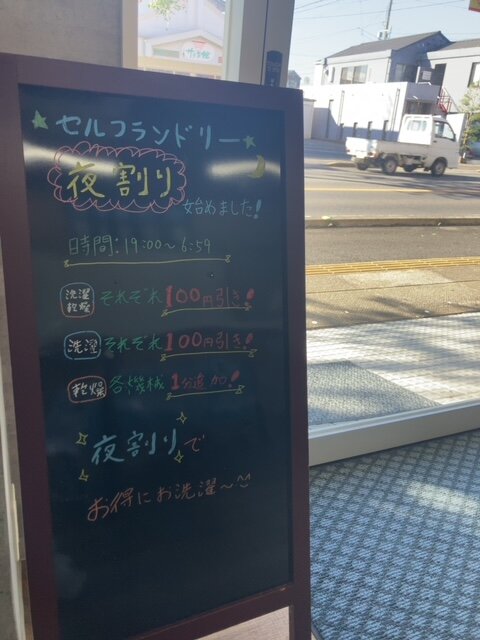 セルフランドリー
夜割り
始めました!
時間:19:00～6:59
洗濯乾燥 それぞれ100円引き!
洗濯 それぞれ100円引き!
乾燥 各機械 1分追加!
夜割りで
お得にお洗濯～